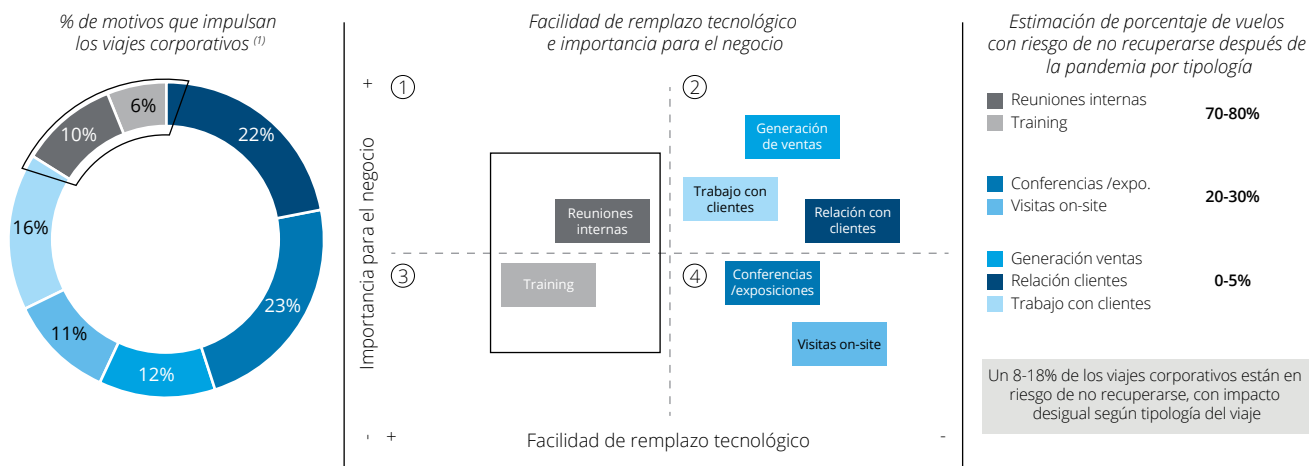 % de motivos que impulsan
los viajes corporativos (1)
6%
10%
22%
16%
23%
11%
12%
Facilidad de remplazo tecnológico
e importancia para el negocio
+
Importancia para el negocio
-
1
2
3
4
Generación
de ventas
Trabajo con
clientes
Reuniones
internas
Relación con
clientes
Training
Conferencias
/exposiciones
Visitas on-site
+
Facilidad de remplazo tecnológico
-
Estimación de porcentaje de vuelos
con riesgo de no recuperarse después de
la pandemia por tipología
Reuniones internas
Training
70-80%
Conferencias /expo.
Visitas on-site
20-30%
Generación ventas
Relación clientes
Trabajo con clientes
0-5%
Un 8-18% de los viajes corporativos están en
riesgo de no recuperarse, con impacto
desigual según tipología del viaje